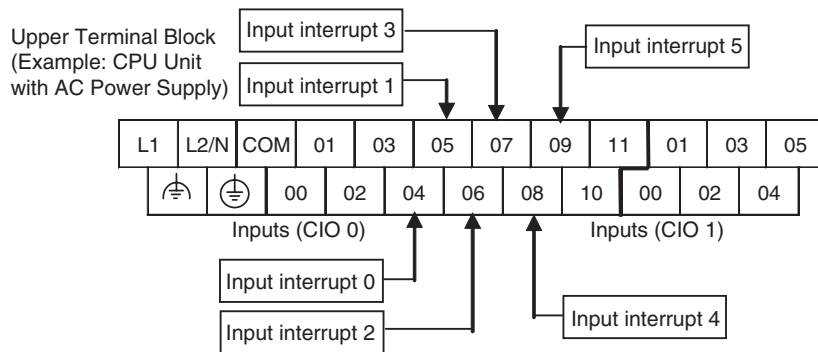 Upper Terminal Block
(Example: CPU Unit
with AC Power Supply)
Input interrupt 3
Input interrupt 1
Input interrupt 5
L1 L2/N COM 01 03 05 07 09 11 01 03 05
00 02 04 06 08 10 00 02 04
Inputs (CIO 0)
Inputs (CIO 1)
Input interrupt 0
Input interrupt 2
Input interrupt 4